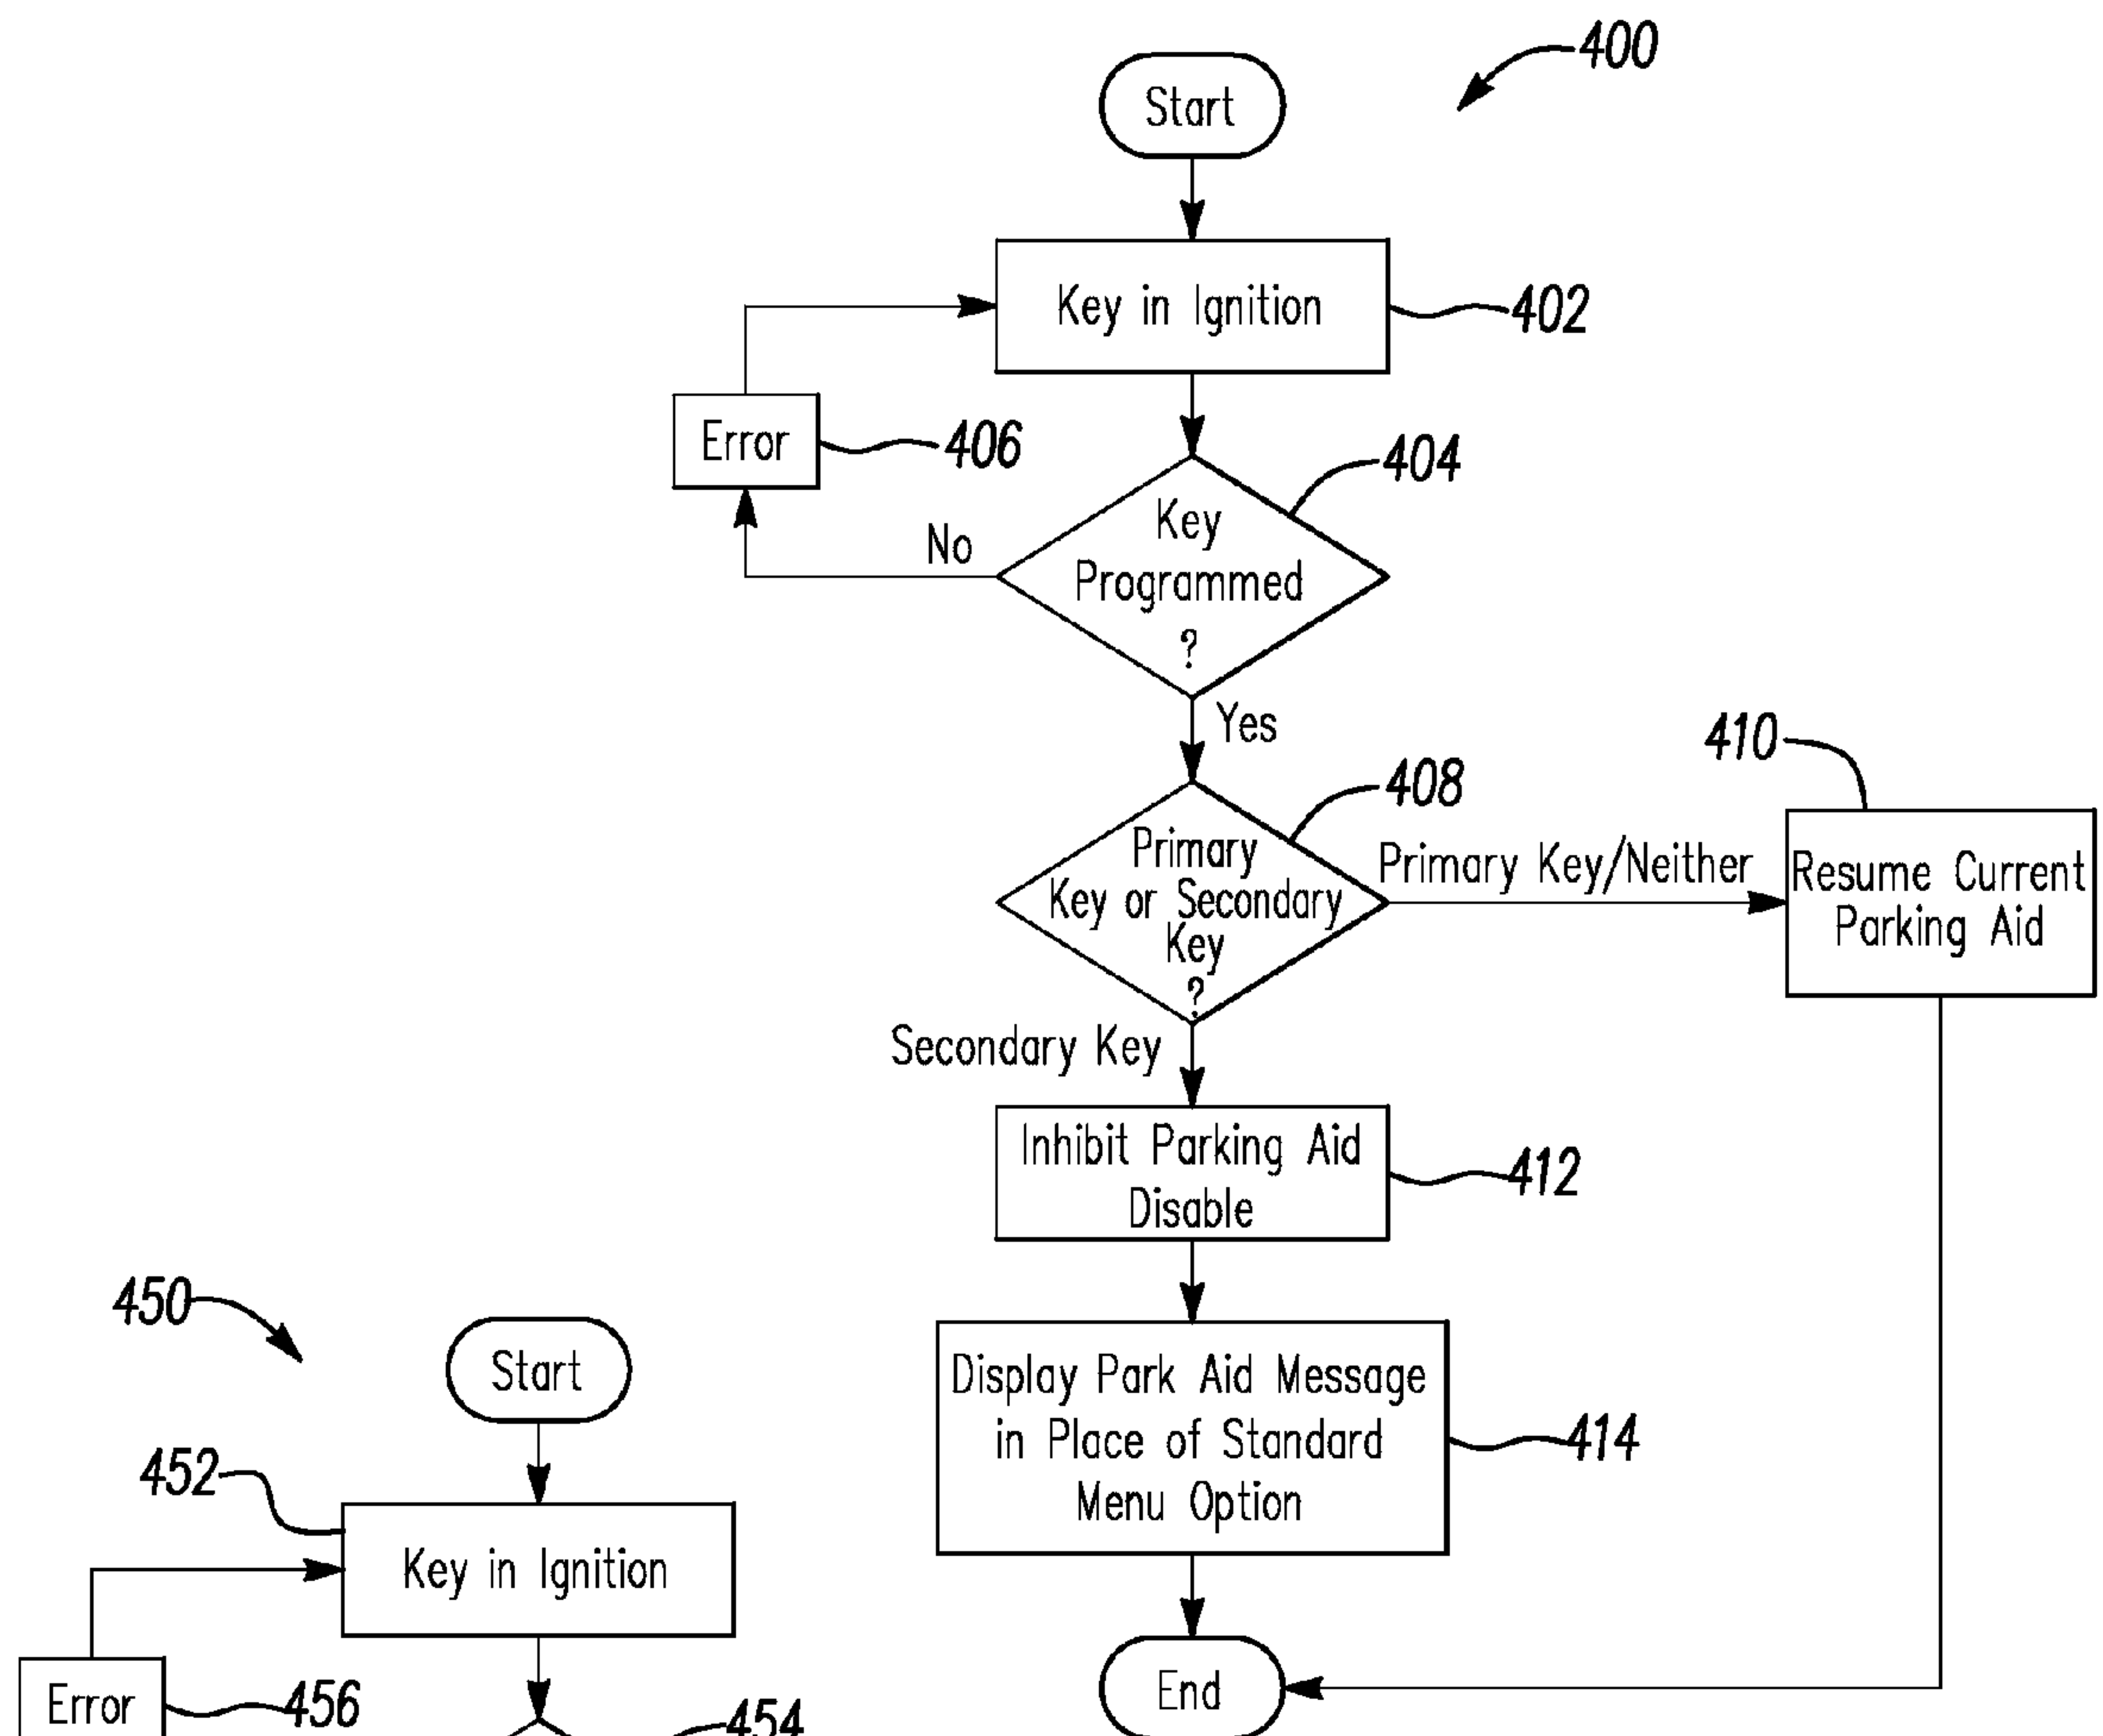 400
Start
Key in Ignition
402
Error
406
404
Key
Programmed
?
No
Yes
408
Primary
Key or Secondary
Key
?
Primary Key/Neither
410
Resume Current
Parking Aid
Secondary Key
Inhibit Parking Aid
Disable
412
Display Park Aid Message
in Place of Standard
Menu Option
414
End
450
Start
452
Key in Ignition
Error
456
454